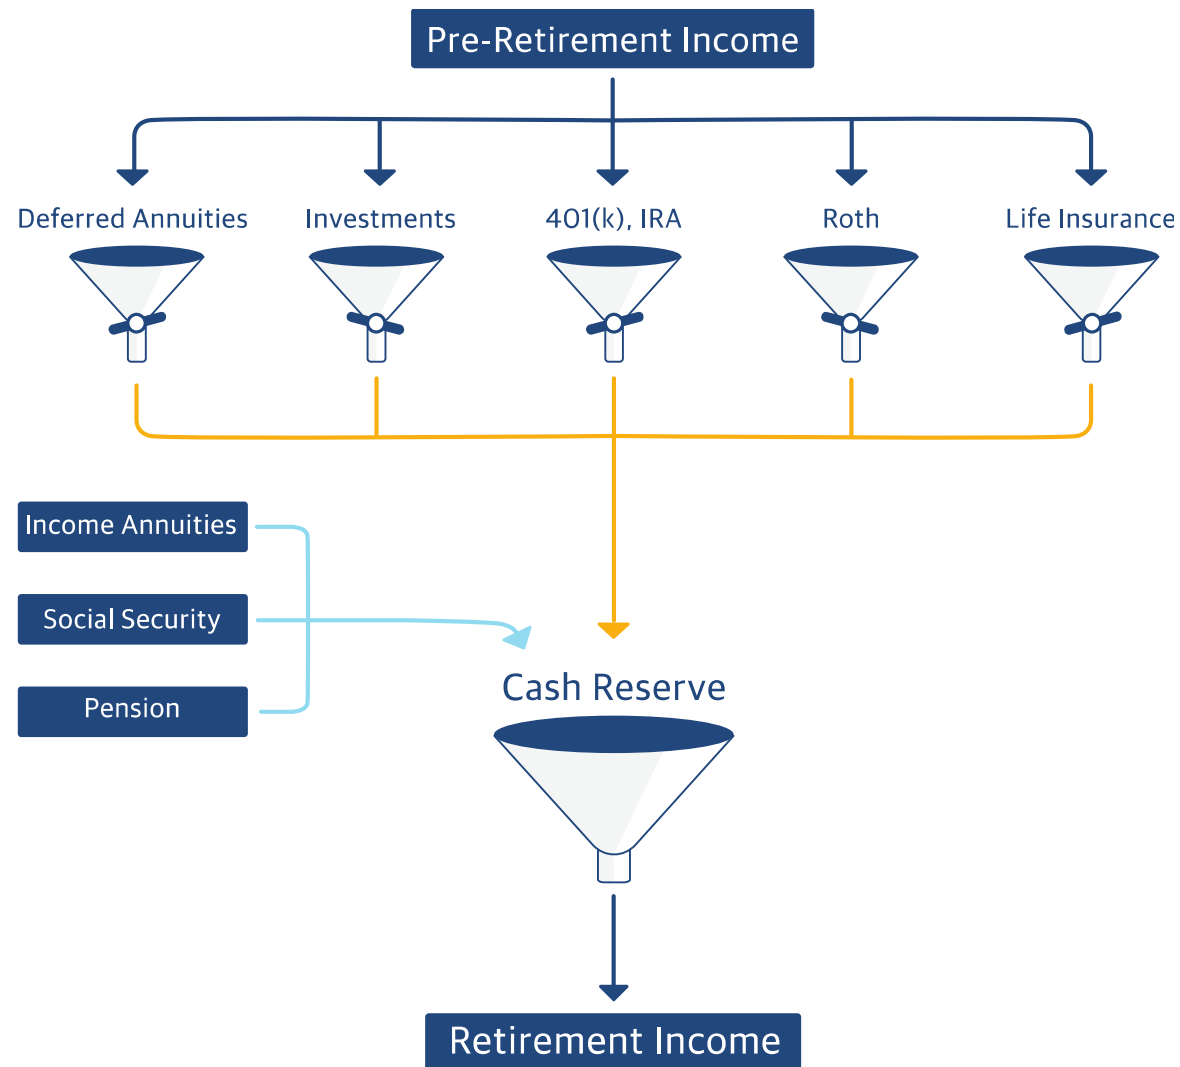 Pre-Retirement Income
Deferred Annuities
Investments
401(k), IRA
Roth
Life Insurance
Income Annuities
Social Security
Pension
Cash Reserve
Retirement Income